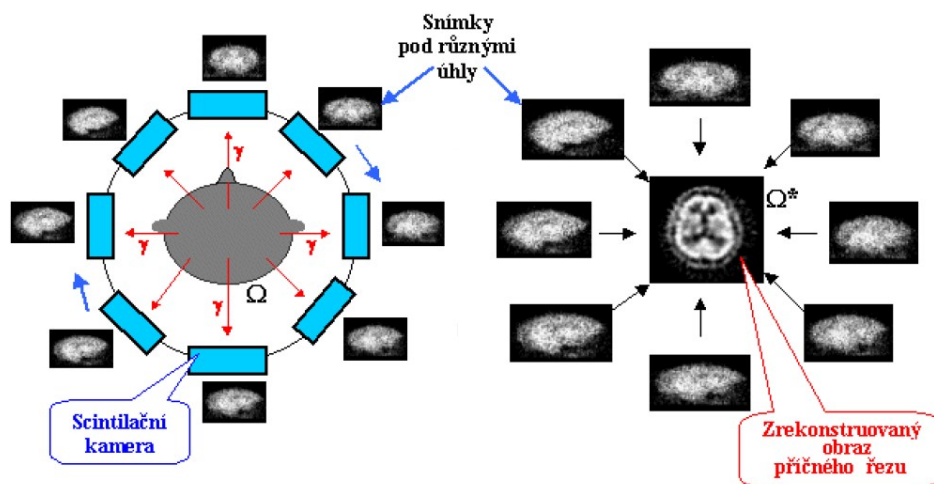 Snímky
pod různými
úhly
γ
γ
γ
γ
Ω
Scintilační
kamera
Ω*
Zrekonstruovaný
obraz
příčného řezu